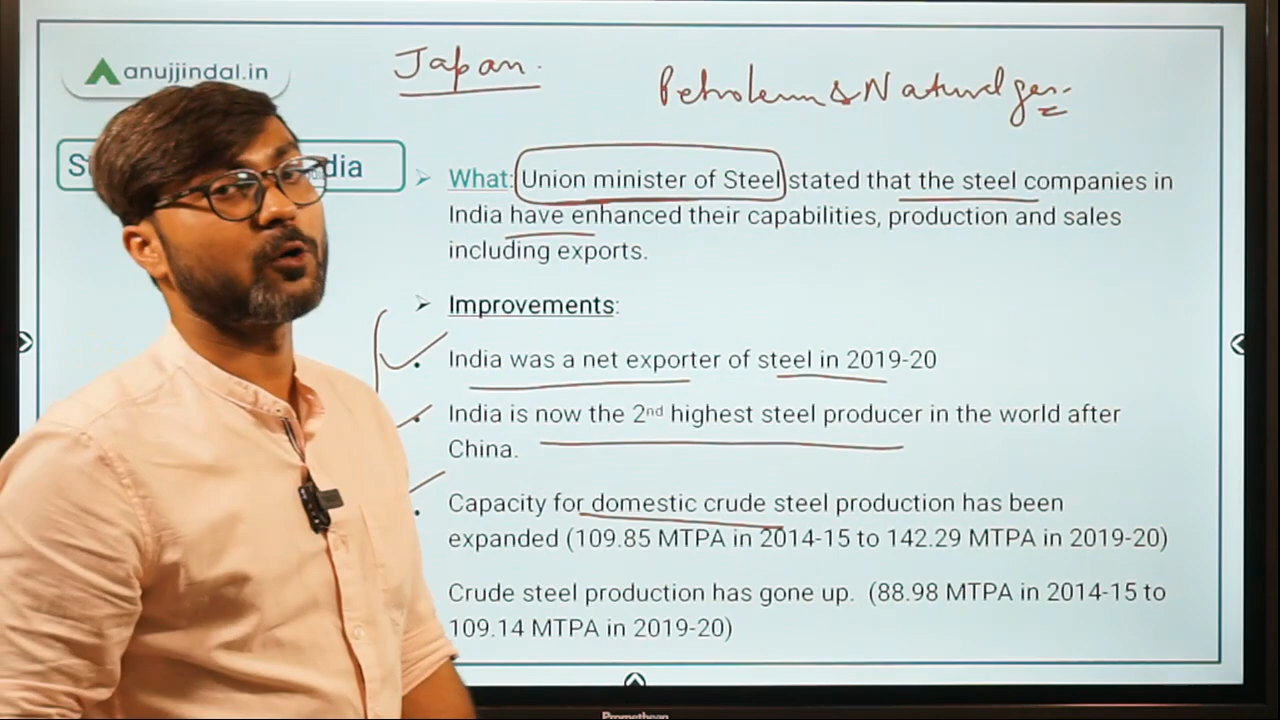 anujjindal.in
Japan.
Petroleum & Natural gas.
dia
What: Union minister of Steel stated that the steel companies in
India have enhanced their capabilities, production and sales
including exports.
Improvements:
India was a net exporter of steel in 2019-20
India is now the 2nd highest steel producer in the world after
China.
Capacity for domestic crude steel production has been
expanded (109.85 MTPA in 2014-15 to 142.29 MTPA in 2019-20)
Crude steel production has gone up. (88.98 MTPA in 2014-15 to
109.14 MTPA in 2019-20)
Promethean